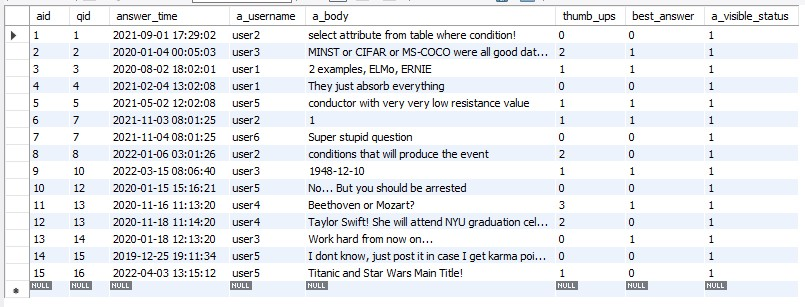 aid qid answer_time a_username a_body thumb_ups best_answer a_visible_status
1 1 2021-09-01 17:29:02 user2 select attribute from table where condition! 0 0 1
2 2 2020-01-04 00:05:03 user3 MINST or CIFAR or MS-COCO were all good dat... 2 1 1
3 3 2020-08-02 18:02:01 user1 2 examples, ELMo, ERNIE 1 1 1
4 4 2021-02-04 13:02:08 user1 They just absorb everything 0 0 1
5 5 2021-05-02 12:02:08 user5 conductor with very very low resistance value 1 1 1
6 7 2021-11-03 08:01:25 user2 1 1 1 1
7 7 2021-11-04 08:01:25 user6 Super stupid question 0 0 1
8 8 2022-01-06 03:01:26 user2 conditions that will produce the event 2 0 1
9 10 2022-03-15 08:06:40 user3 1948-12-10 1 1 1
10 12 2020-01-15 15:16:21 user5 No... But you should be arrested 0 0 1
11 13 2020-11-16 11:13:20 user4 Beethoven or Mozart? 3 1 1
12 13 2020-11-18 11:14:20 user4 Taylor Swift! She will attend NYU graduation cel... 2 0 1
13 14 2020-01-18 12:13:20 user3 Work hard from now on... 0 1 1
14 15 2019-12-25 19:11:34 user5 I dont know, just post it in case I get karma poi... 0 0 1
15 16 2022-04-03 13:15:12 user5 Titanic and Star Wars Main Title! 1 0 1
NULL NULL NULL NULL NULL NULL NULL NULL